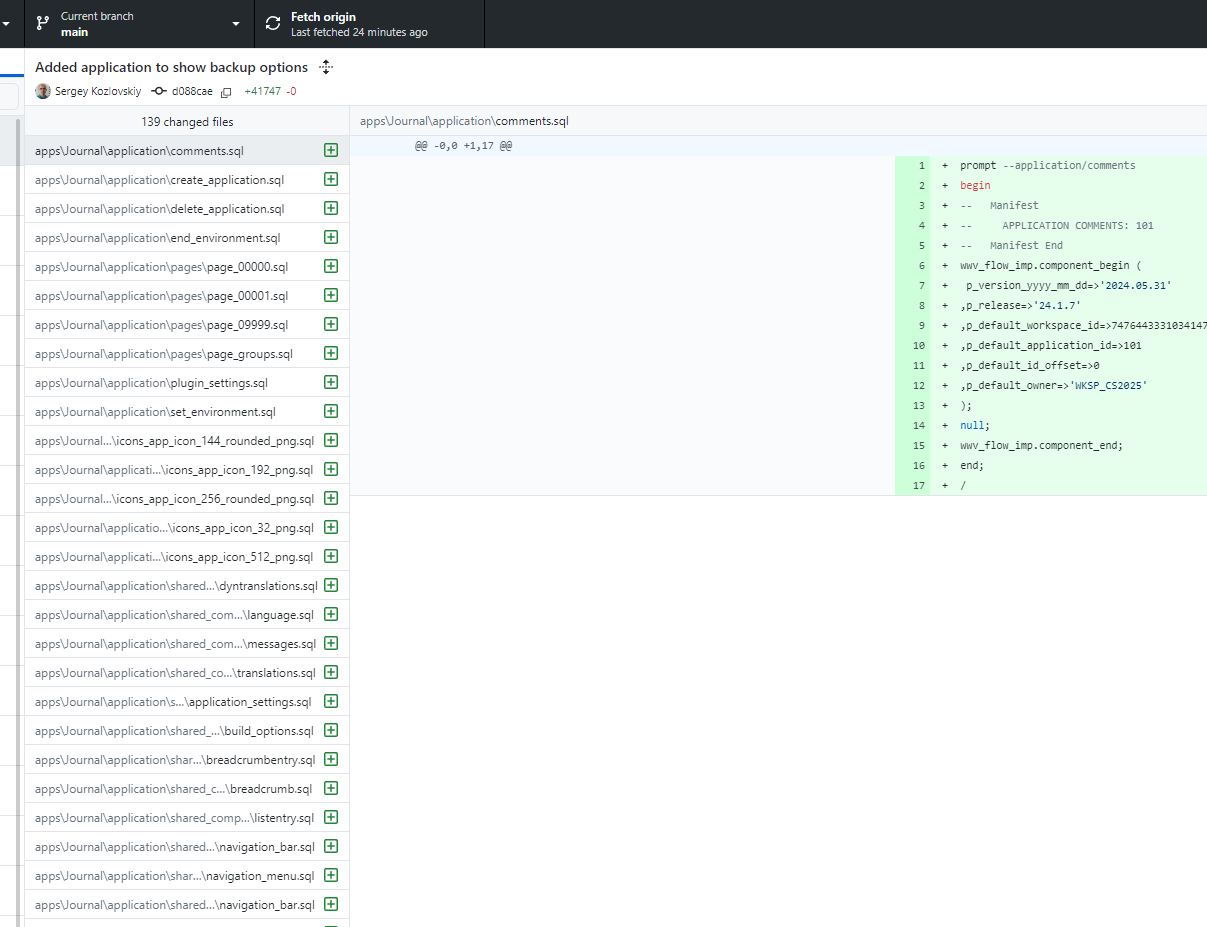 Current branch
main
Fetch origin
Last fetched 24 minutes ago
Added application to show backup options
Sergey Kozlovskiy d088cae +41747 -0
139 changed files
apps\Journal\application\comments.sql
apps\Journal\application\create_application.sql
apps\Journal\application\delete_application.sql
apps\Journal\application\end_environment.sql
apps\Journal\application\pages\page_00000.sql
apps\Journal\application\pages\page_00001.sql
apps\Journal\application\pages\page_09999.sql
apps\Journal\application\pages\page_groups.sql
apps\Journal\application\plugin_settings.sql
apps\Journal\application\set_environment.sql
apps\Journal...\icons_app_icon_144_rounded_png.sql
apps\Journal\applicati...\icons_app_icon_192_png.sql
apps\Journal...\icons_app_icon_256_rounded_png.sql
apps\Journal\applicatio...\icons_app_icon_32_png.sql
apps\Journal\applicati...\icons_app_icon_512_png.sql
apps\Journal\application\shared...\dyntranslations.sql
apps\Journal\application\shared_com...\language.sql
apps\Journal\application\shared_com...\messages.sql
apps\Journal\application\shared_co...\translations.sql
apps\Journal\application\s...\application_settings.sql
apps\Journal\application\shared_...\build_options.sql
apps\Journal\application\shar...\breadcrumbentry.sql
apps\Journal\application\shared_c...\breadcrumb.sql
apps\Journal\application\shared_comp...\listentry.sql
apps\Journal\application\shared...\navigation_bar.sql
apps\Journal\application\shar...\navigation_menu.sql
apps\Journal\application\shared...\navigation_bar.sql
apps\Journal\application\comments.sql
@@ -0,0 +1,17 @@
1 + prompt --application/comments
2 + begin
3 + --   Manifest
4 + --     APPLICATION COMMENTS: 101
5 + --   Manifest End
6 + wwv_flow_imp.component_begin (
7 +  p_version_yyyy_mm_dd=>'2024.05.31'
8 + ,p_release=>'24.1.7'
9 + ,p_default_workspace_id=>7476443331034147
10 + ,p_default_application_id=>101
11 + ,p_default_id_offset=>0
12 + ,p_default_owner=>'WKSP_CS2025'
13 + );
14 + null;
15 + wwv_flow_imp.component_end;
16 + end;
17 + /